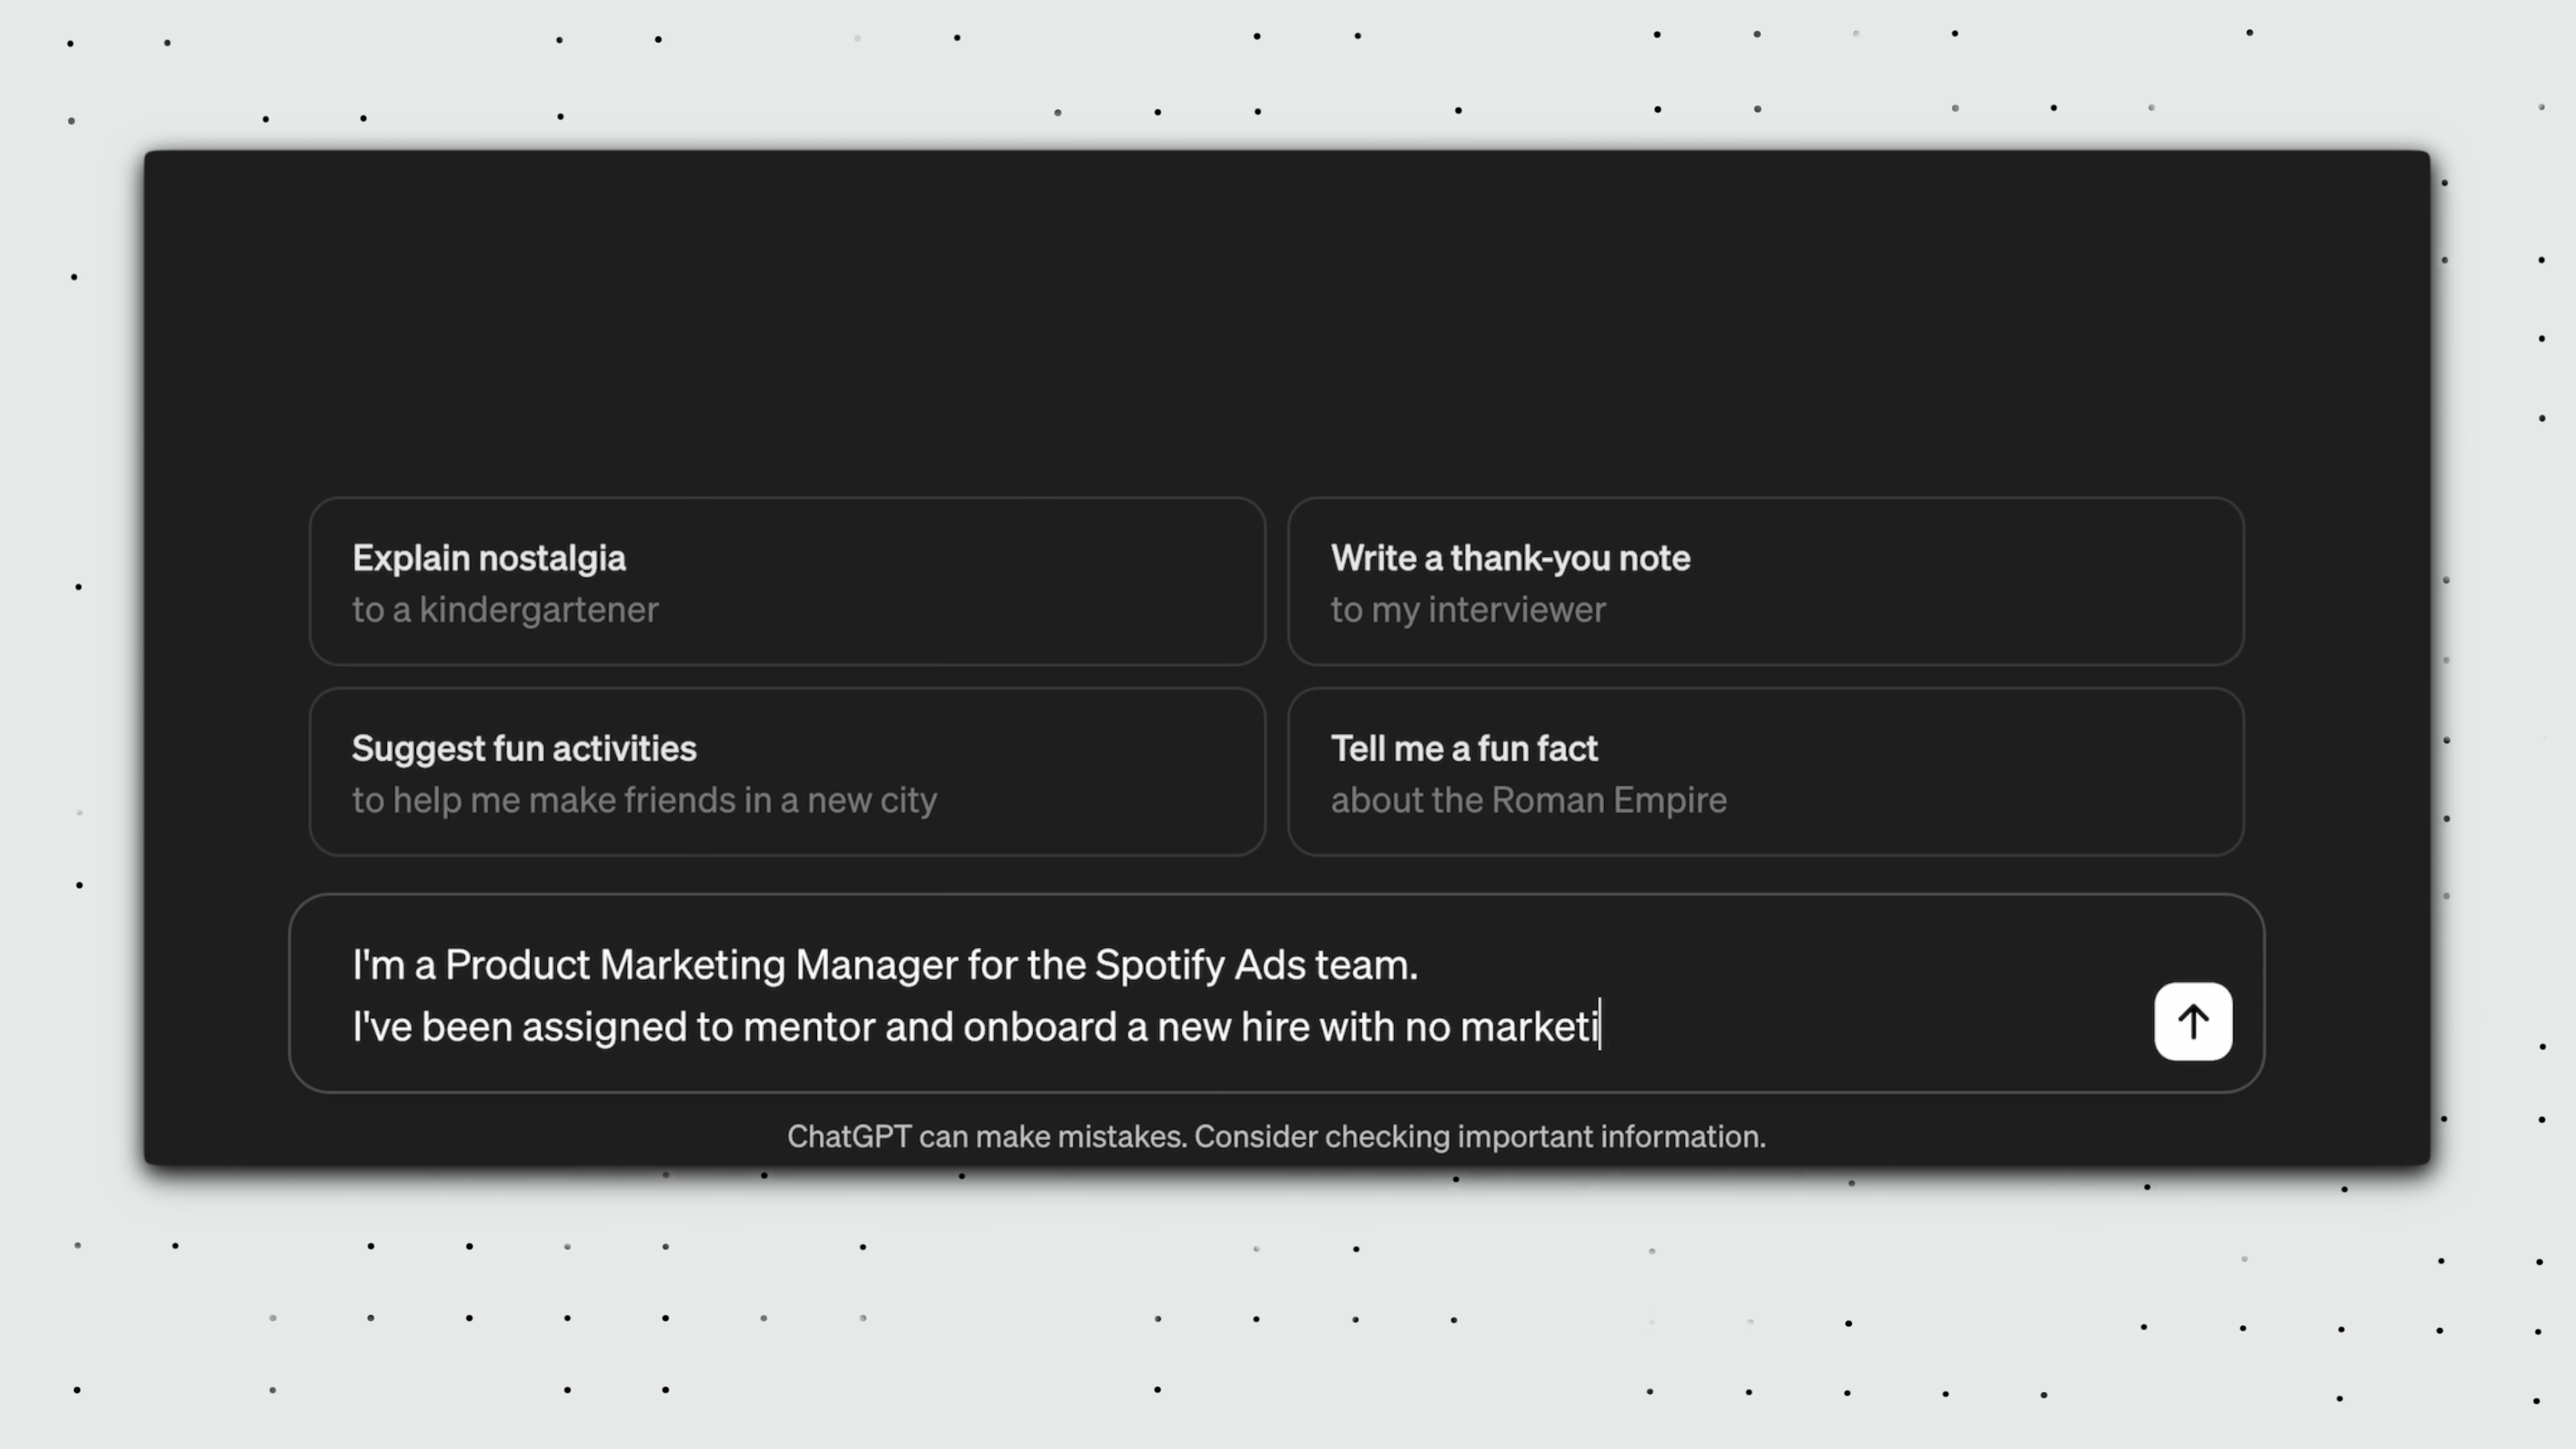 Explain nostalgia
to a kindergartener
Write a thank-you note
to my interviewer
Suggest fun activities
to help me make friends in a new city
Tell me a fun fact
about the Roman Empire
I'm a Product Marketing Manager for the Spotify Ads team.
I've been assigned to mentor and onboard a new hire with no marketi
ChatGPT can make mistakes. Consider checking important information.